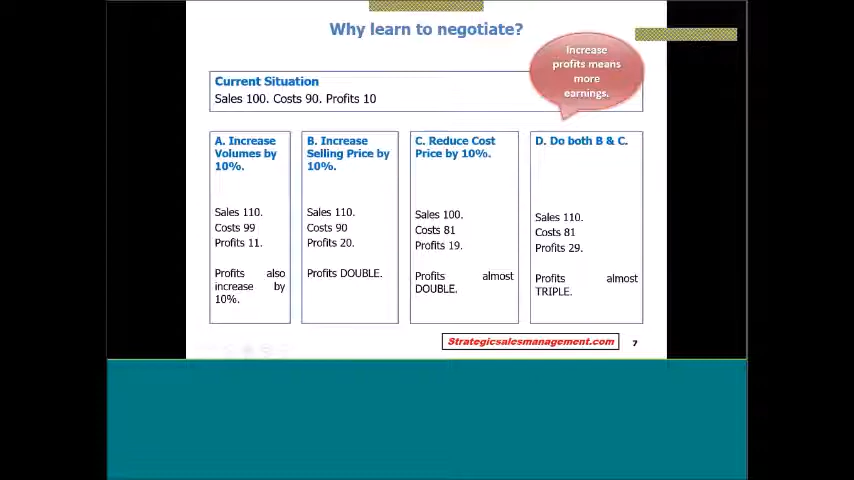 Why learn to negotiate?
Increase
profits means
more
earnings.
Current Situation
Sales 100. Costs 90. Profits 10
A. Increase
Volumes by
10%.
Sales 110.
Costs 99
Profits 11.
Profits also
increase by
10%.
B. Increase
Selling Price by
10%.
Sales 110.
Costs 90
Profits 20.
Profits DOUBLE.
C. Reduce Cost
Price by 10%.
Sales 100.
Costs 81
Profits 19.
Profits almost
DOUBLE.
D. Do both B & C.
Sales 110.
Costs 81
Profits 29.
Profits almost
TRIPLE.
Strategicsalesmanagement.com
7